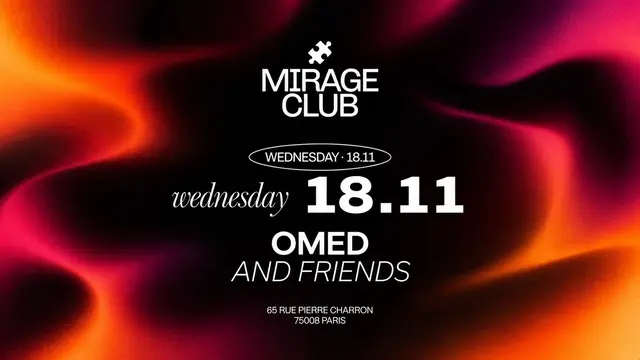 MIRAGE
CLUB
WEDNESDAY · 18.11
wednesday 18.11
OMED
AND FRIENDS
65 RUE PIERRE CHARRON
75008 PARIS